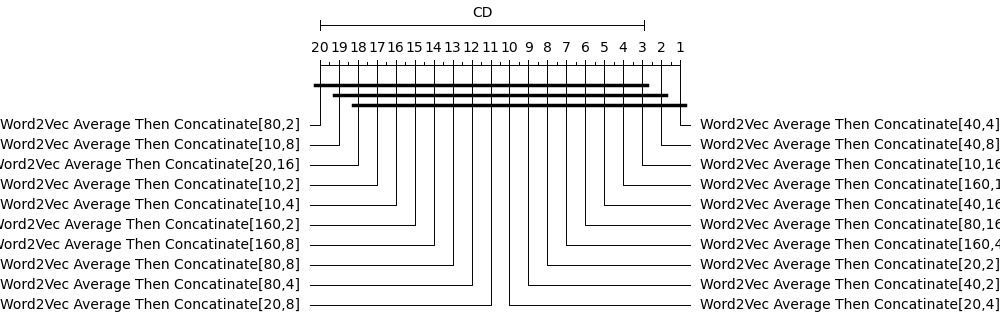 CD
20 19 18 17 16 15 14 13 12 11 10 9 8 7 6 5 4 3 2 1
Word2Vec Average Then Concatinate[80,2]
Word2Vec Average Then Concatinate[10,8]
Word2Vec Average Then Concatinate[20,16]
Word2Vec Average Then Concatinate[10,2]
Word2Vec Average Then Concatinate[10,4]
Word2Vec Average Then Concatinate[160,2]
Word2Vec Average Then Concatinate[160,8]
Word2Vec Average Then Concatinate[80,8]
Word2Vec Average Then Concatinate[80,4]
Word2Vec Average Then Concatinate[20,8]
Word2Vec Average Then Concatinate[40,4]
Word2Vec Average Then Concatinate[40,8]
Word2Vec Average Then Concatinate[10,16
Word2Vec Average Then Concatinate[160,1
Word2Vec Average Then Concatinate[40,16
Word2Vec Average Then Concatinate[80,16
Word2Vec Average Then Concatinate[160,4
Word2Vec Average Then Concatinate[20,2]
Word2Vec Average Then Concatinate[40,2]
Word2Vec Average Then Concatinate[20,4]